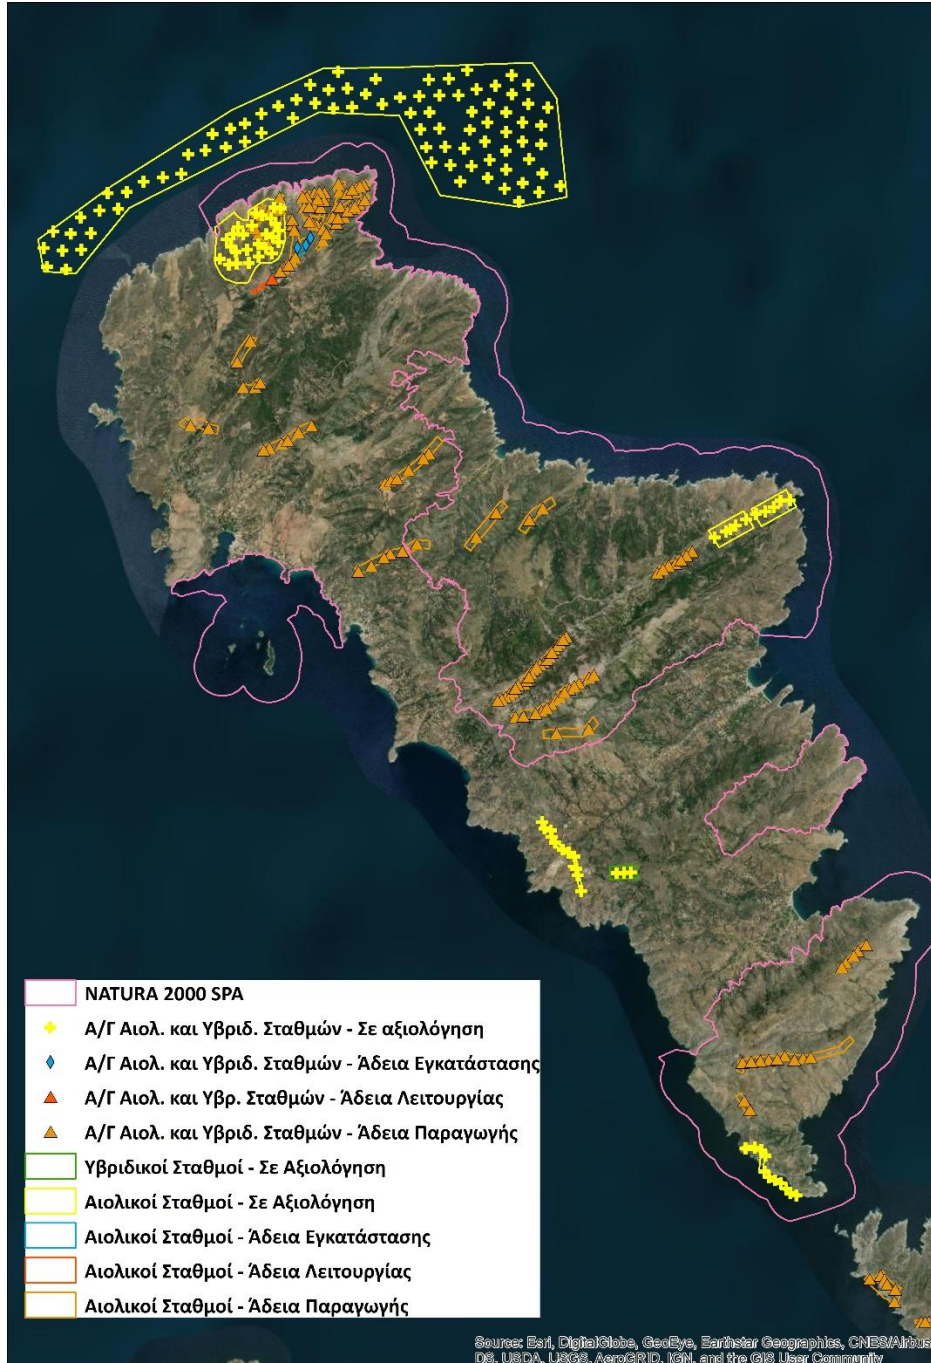 NATURA 2000 SPA
Α/Γ Αιολ. και Υβριδ. Σταθμών - Σε αξιολόγηση
Α/Γ Αιολ. και Υβριδ. Σταθμών - Άδεια Εγκατάστασης
Α/Γ Αιολ. και Υβρ. Σταθμών - Άδεια Λειτουργίας
Α/Γ Αιολ. και Υβριδ. Σταθμών - Άδεια Παραγωγής
Υβριδικοί Σταθμοί - Σε Αξιολόγηση
Αιολικοί Σταθμοί - Σε Αξιολόγηση
Αιολικοί Σταθμοί - Άδεια Εγκατάστασης
Αιολικοί Σταθμοί - Άδεια Λειτουργίας
Αιολικοί Σταθμοί - Άδεια Παραγωγής
Source: Esri, DigitalGlobe, GeoEye, Earthstar Geographics, CNES/Airbus
DS, USDA, USGS, AeroGRID, IGN, and the GIS User Community